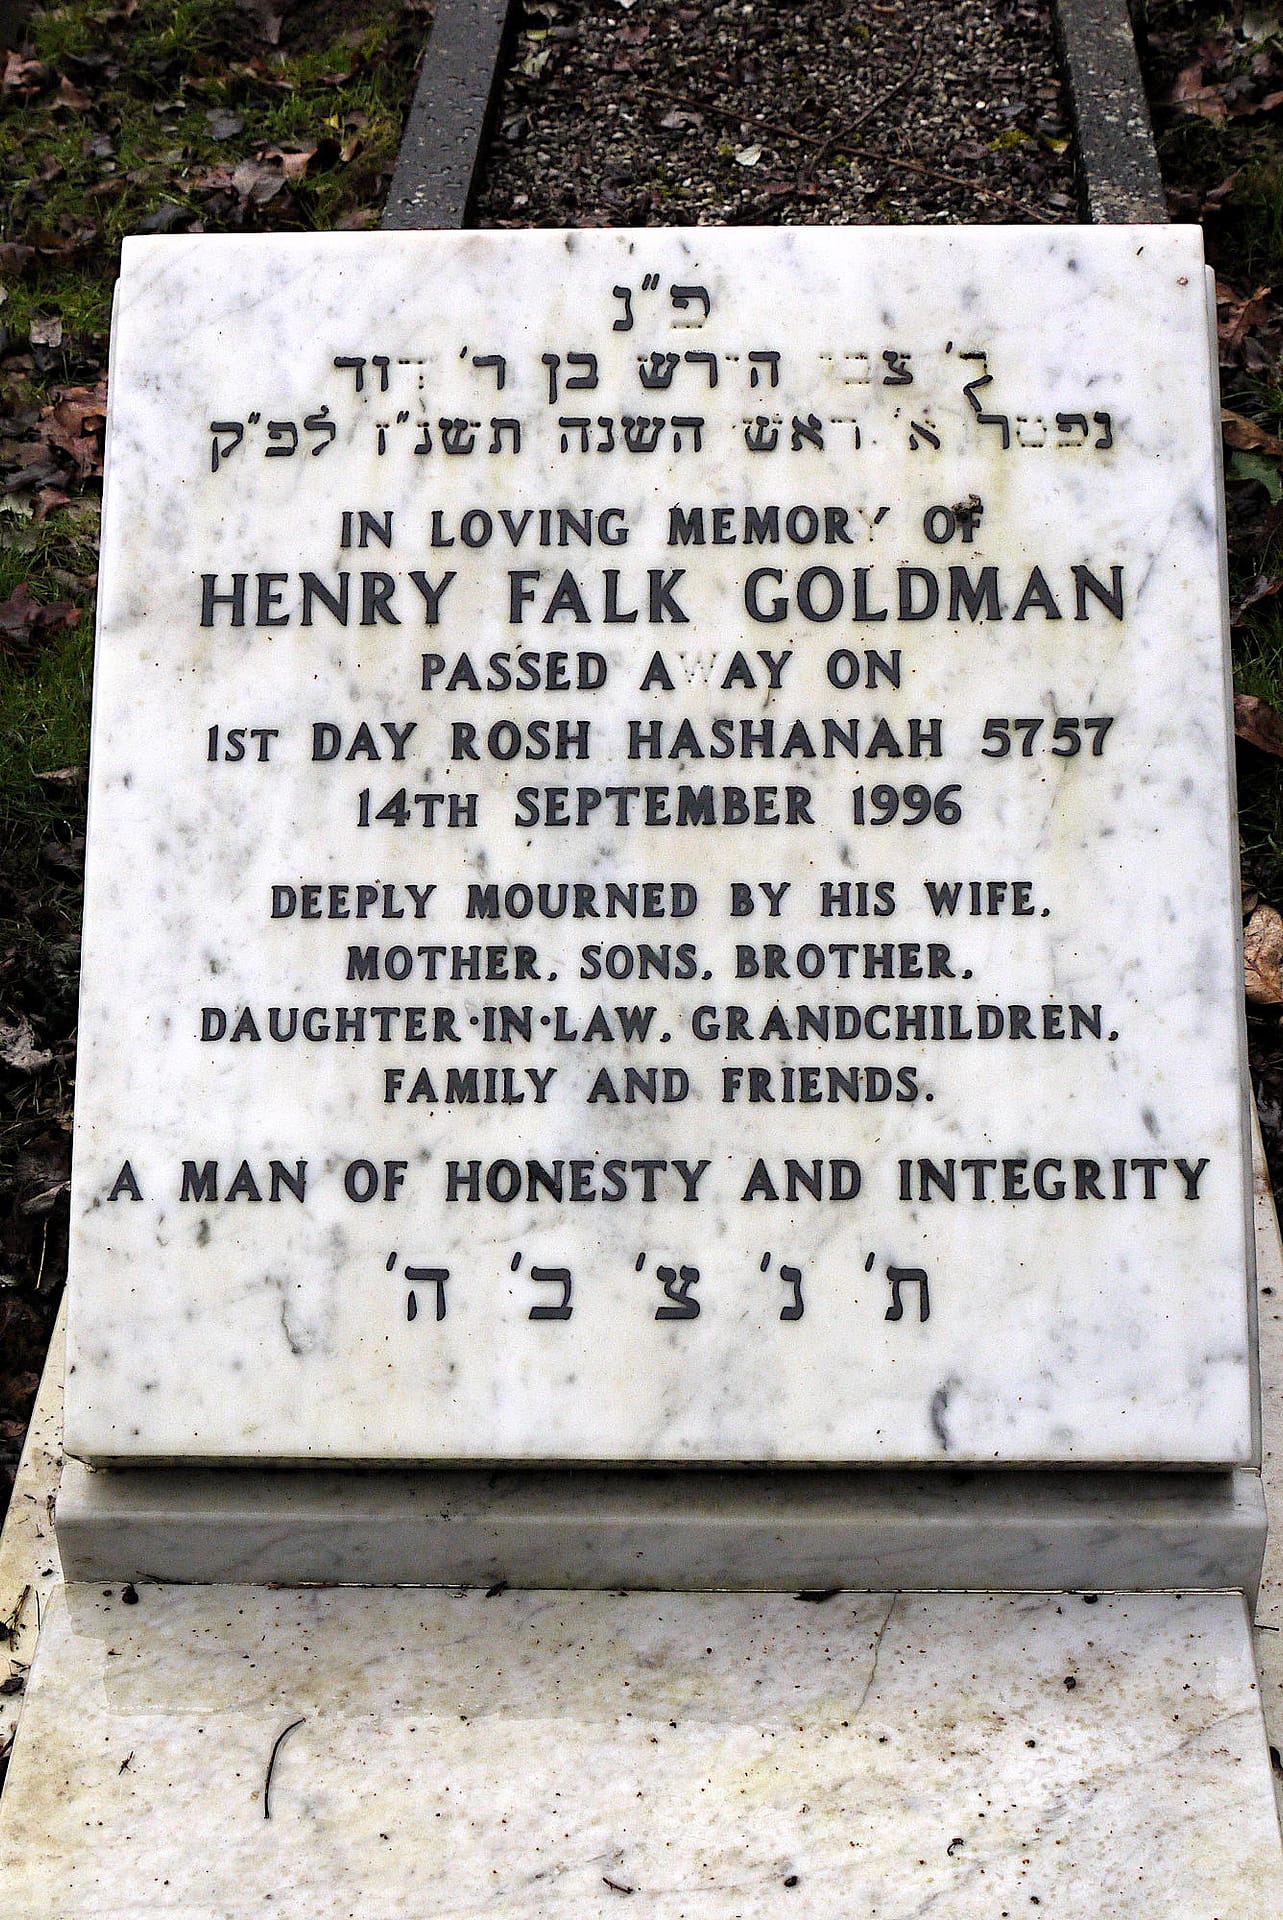 פ"נ
ר' צבי הירש בן ר' דוד
נפטר א' ראש השנה תשנ"ז לפ"ק
IN LOVING MEMORY OF
HENRY FALK GOLDMAN
PASSED AWAY ON
1ST DAY ROSH HASHANAH 5757
14TH SEPTEMBER 1996
DEEPLY MOURNED BY HIS WIFE,
MOTHER, SONS, BROTHER,
DAUGHTER·IN·LAW, GRANDCHILDREN,
FAMILY AND FRIENDS.
A MAN OF HONESTY AND INTEGRITY
ת' נ' צ' ב' ה'